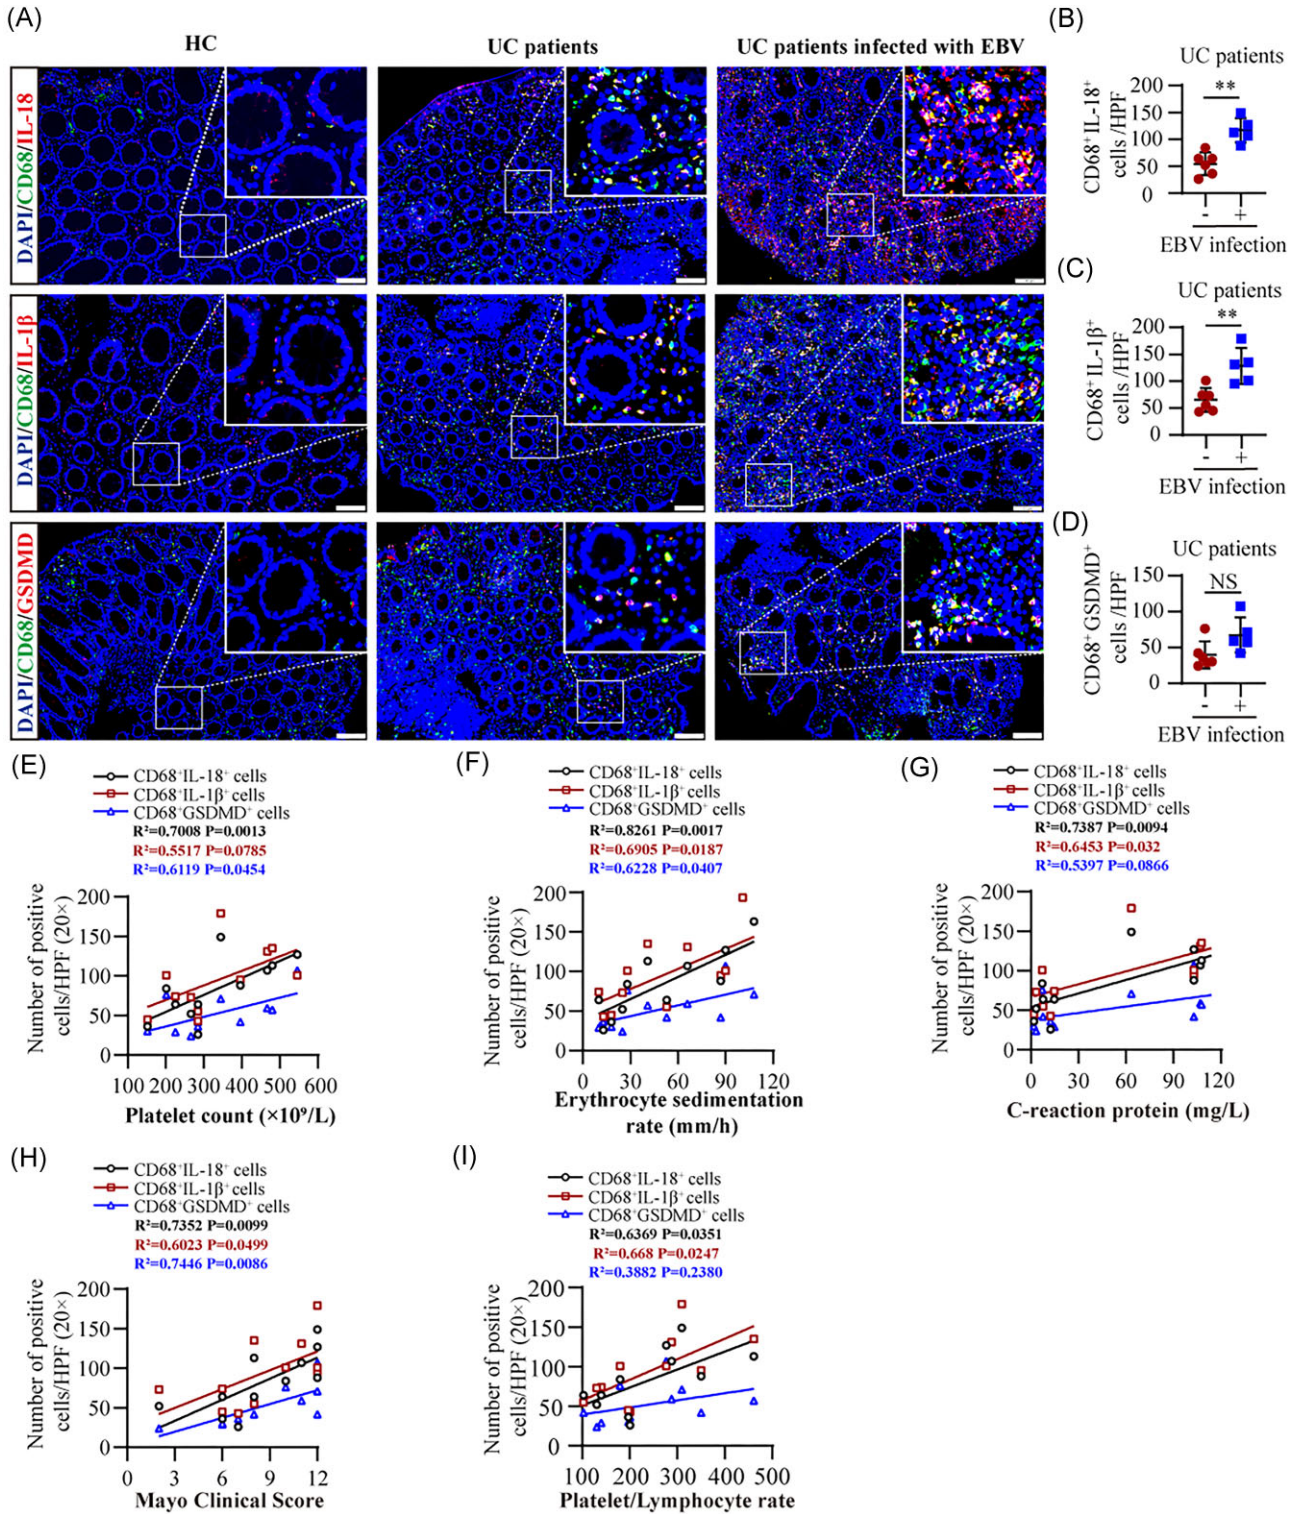 (A)
HC
UC patients
UC patients infected with EBV
DAPI/CD68/IL-18
DAPI/CD68/IL-1β
DAPI/CD68/GSDMD
(B)
UC patients
CD68⁺IL-18⁺
cells /HPF
200
150
100
50
0
**
- +
EBV infection
(C)
UC patients
CD68⁺IL-1β⁺
cells /HPF
200
150
100
50
0
**
- +
EBV infection
(D)
UC patients
CD68⁺ GSDMD⁺
cells /HPF
150
100
50
0
NS
- +
EBV infection
(E)
CD68⁺IL-18⁺ cells
CD68⁺IL-1β⁺ cells
CD68⁺GSDMD⁺ cells
R²=0.7008 P=0.0013
R²=0.5517 P=0.0785
R²=0.6119 P=0.0454
Number of positive
cells/HPF (20×)
200
150
100
50
0
100 200 300 400 500 600
Platelet count (×10⁹/L)
(F)
CD68⁺IL-18⁺ cells
CD68⁺IL-1β⁺ cells
CD68⁺GSDMD⁺ cells
R²=0.8261 P=0.0017
R²=0.6905 P=0.0187
R²=0.6228 P=0.0407
Number of positive
cells/HPF (20×)
200
150
100
50
0
0 30 60 90 120
Erythrocyte sedimentation
rate (mm/h)
(G)
CD68⁺IL-18⁺ cells
CD68⁺IL-1β⁺ cells
CD68⁺GSDMD⁺ cells
R²=0.7387 P=0.0094
R²=0.6453 P=0.032
R²=0.5397 P=0.0866
Number of positive
cells/HPF (20×)
200
150
100
50
0
0 30 60 90 120
C-reaction protein (mg/L)
(H)
CD68⁺IL-18⁺ cells
CD68⁺IL-1β⁺ cells
CD68⁺GSDMD⁺ cells
R²=0.7352 P=0.0099
R²=0.6023 P=0.0499
R²=0.7446 P=0.0086
Number of positive
cells/HPF (20×)
200
150
100
50
0
0 3 6 9 12
Mayo Clinical Score
(I)
CD68⁺IL-18⁺ cells
CD68⁺IL-1β⁺ cells
CD68⁺GSDMD⁺ cells
R²=0.6369 P=0.0351
R²=0.668 P=0.0247
R²=0.3882 P=0.2380
Number of positive
cells/HPF (20×)
200
150
100
50
0
100 200 300 400 500
Platelet/Lymphocyte rate